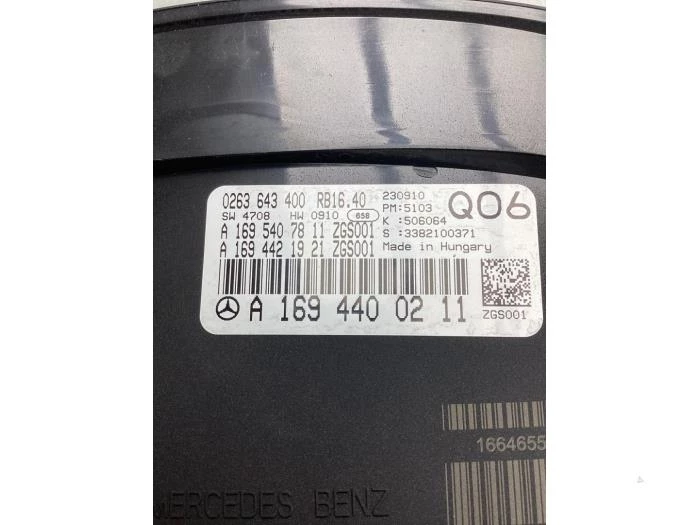 0263 643 400 RB16.40
SW 4708 HW 0910 658
A 169 540 78 11 ZGS001
A 169 442 19 21 ZGS001
230910
PM:5103
K :506064
S :3382100371
Made in Hungary
Q06
A 169 440 02 11
ZGS001
1664655
MERCEDES BENZ